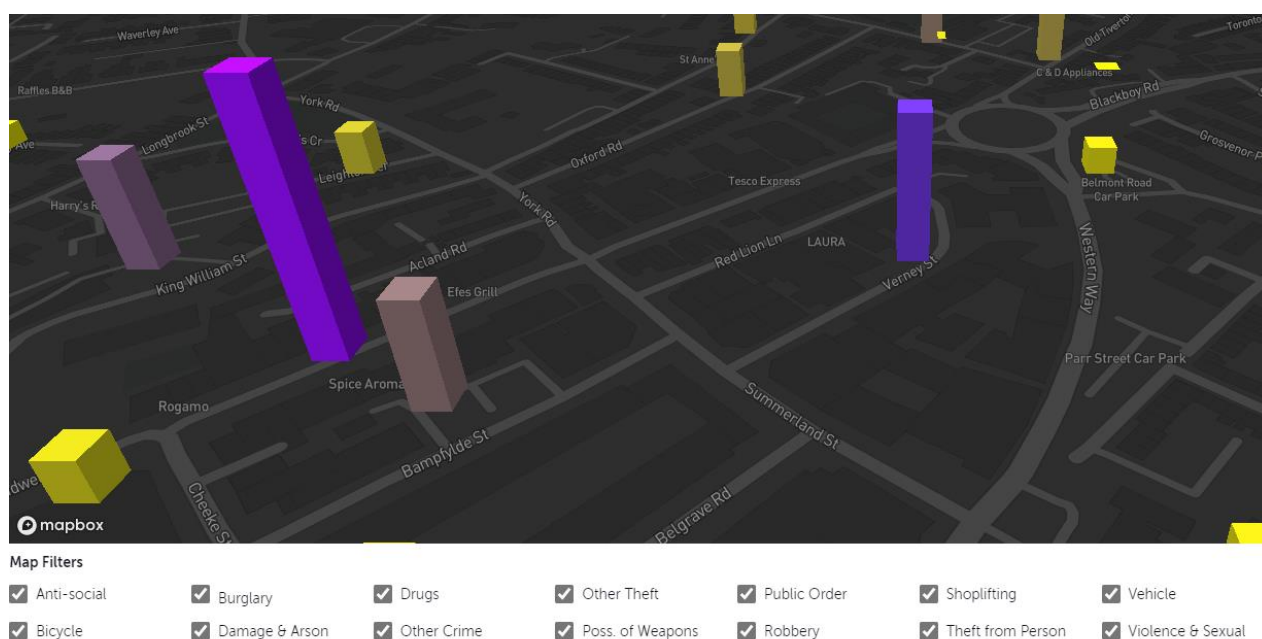 Waverley Ave
Old Tiverton
Toronto
St Anne
C & D Appliances
Raffles B&B
York Rd
Blackboy Rd
Longbrook St
Ave
's Cr
Oxford Rd
Grosvenor P
Leight
Tesco Express
Belmont Road
Car Park
Harry's R
York Rd
LAURA
Red Lion Ln
Acland Rd
Western Way
King William St
Verney St
Efes Grill
Parr Street Car Park
Spice Aroma
Rogamo
Summerland St
Bampfylde St
Cheeke St
Belgrave Rd
mapbox
Map Filters
Anti-social Burglary Drugs Other Theft Public Order Shoplifting Vehicle
Bicycle Damage & Arson Other Crime Poss. of Weapons Robbery Theft from Person Violence & Sexual